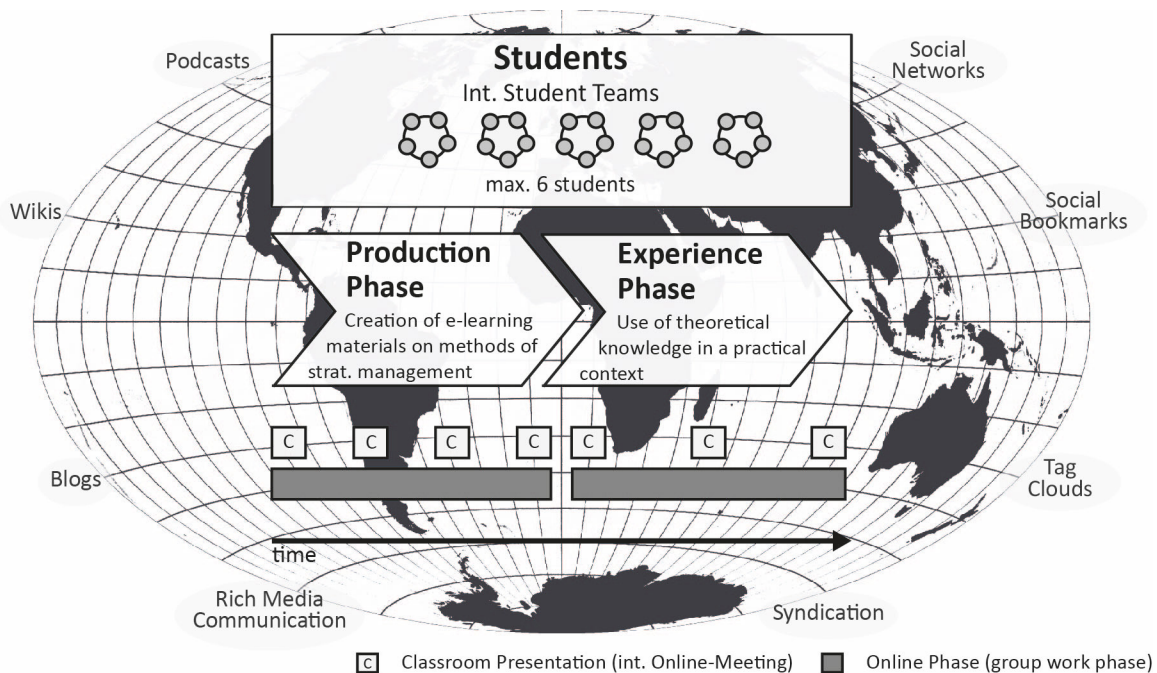 Podcasts
Social
Networks
Students
Int. Student Teams
max. 6 students
Wikis
Social
Bookmarks
Production
Phase
Creation of e-learning
materials on methods of
strat. management
Experience
Phase
Use of theoretical
knowledge in a practical
context
C
C
C
C
C
C
C
Blogs
Tag
Clouds
time
Rich Media
Communication
Syndication
C Classroom Presentation (int. Online-Meeting)
Online Phase (group work phase)